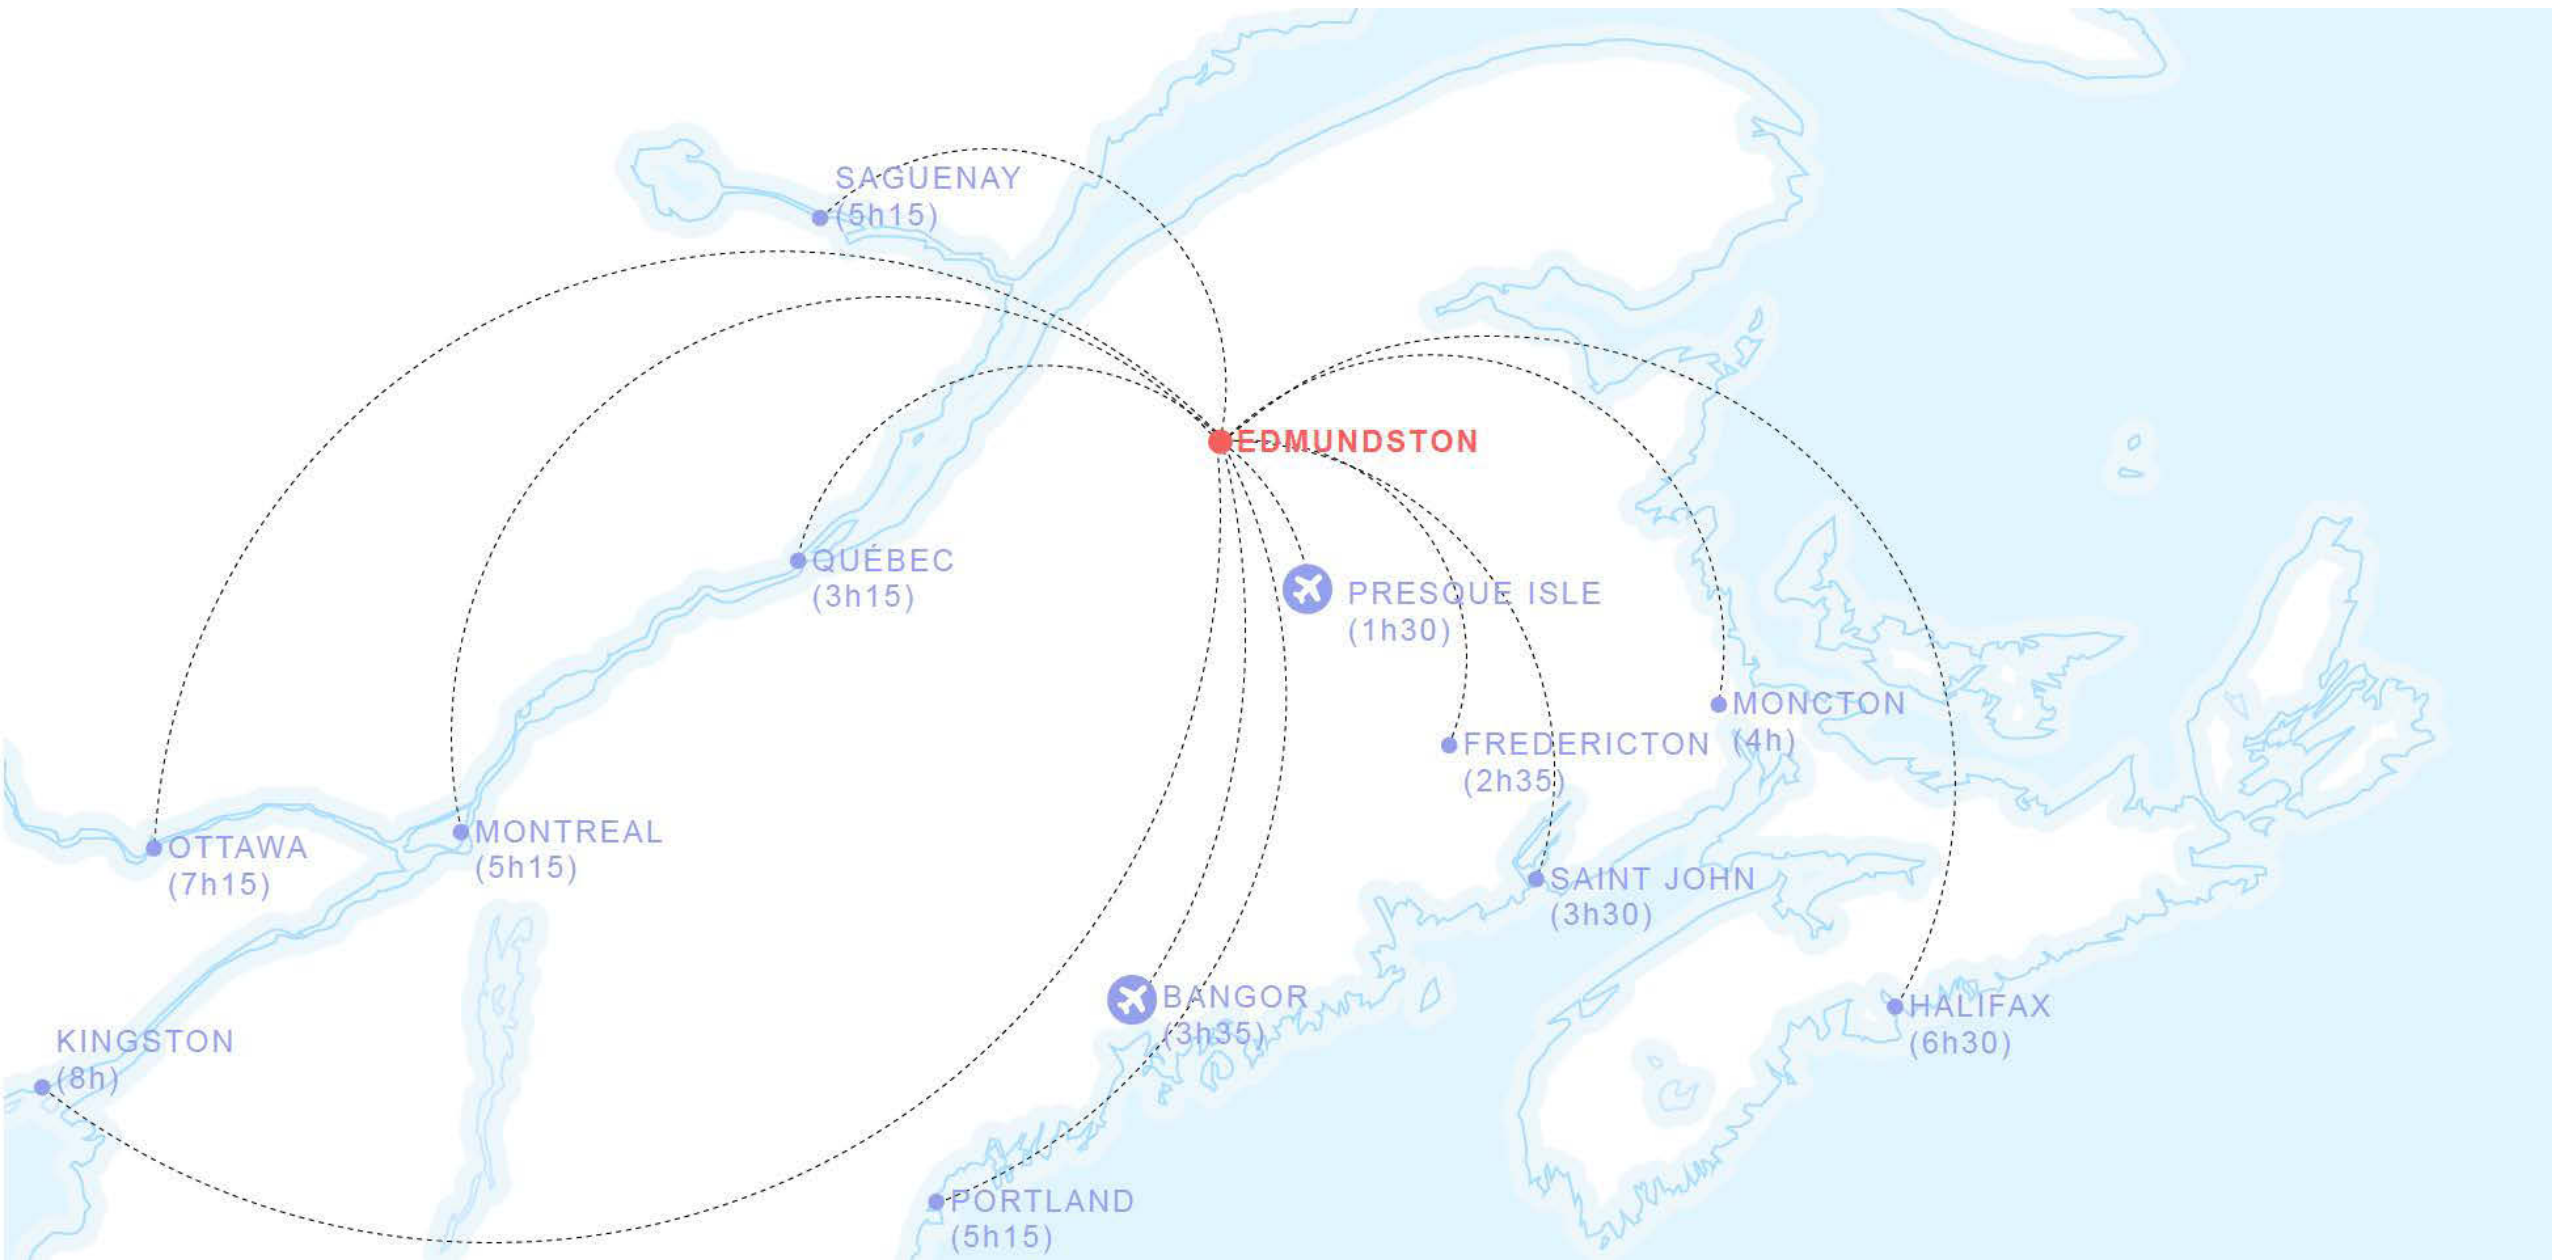 SAGUENAY
(5h15)
EDMUNDSTON
QUÉBEC
(3h15)
PRESQUE ISLE
(1h30)
MONCTON
(4h)
FREDERICTON
(2h35)
MONTREAL
(5h15)
OTTAWA
(7h15)
SAINT JOHN
(3h30)
BANGOR
(3h35)
HALIFAX
(6h30)
KINGSTON
(8h)
PORTLAND
(5h15)